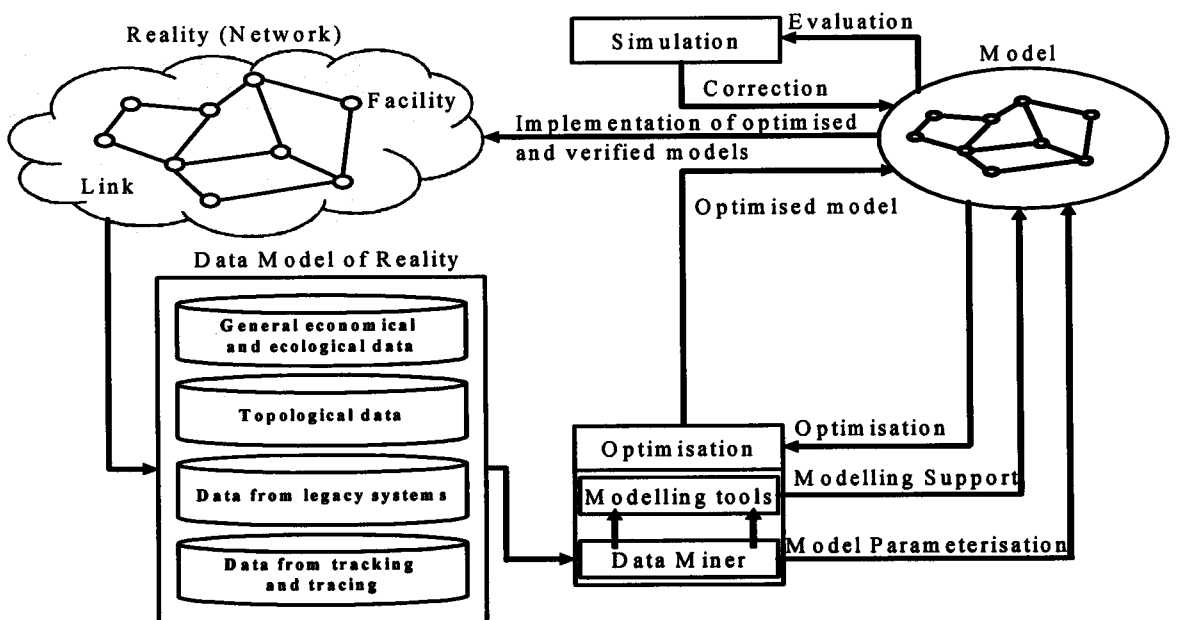 Reality (Network)
Facility
Link
Simulation
Evaluation
Correction
Model
Implementation of optimised
and verified models
Optimised model
Data Model of Reality
General economical
and ecological data
Topological data
Data from legacy systems
Data from tracking
and tracing
Optimisation
Modelling tools
Data Miner
Optimisation
Modelling Support
Model Parameterisation